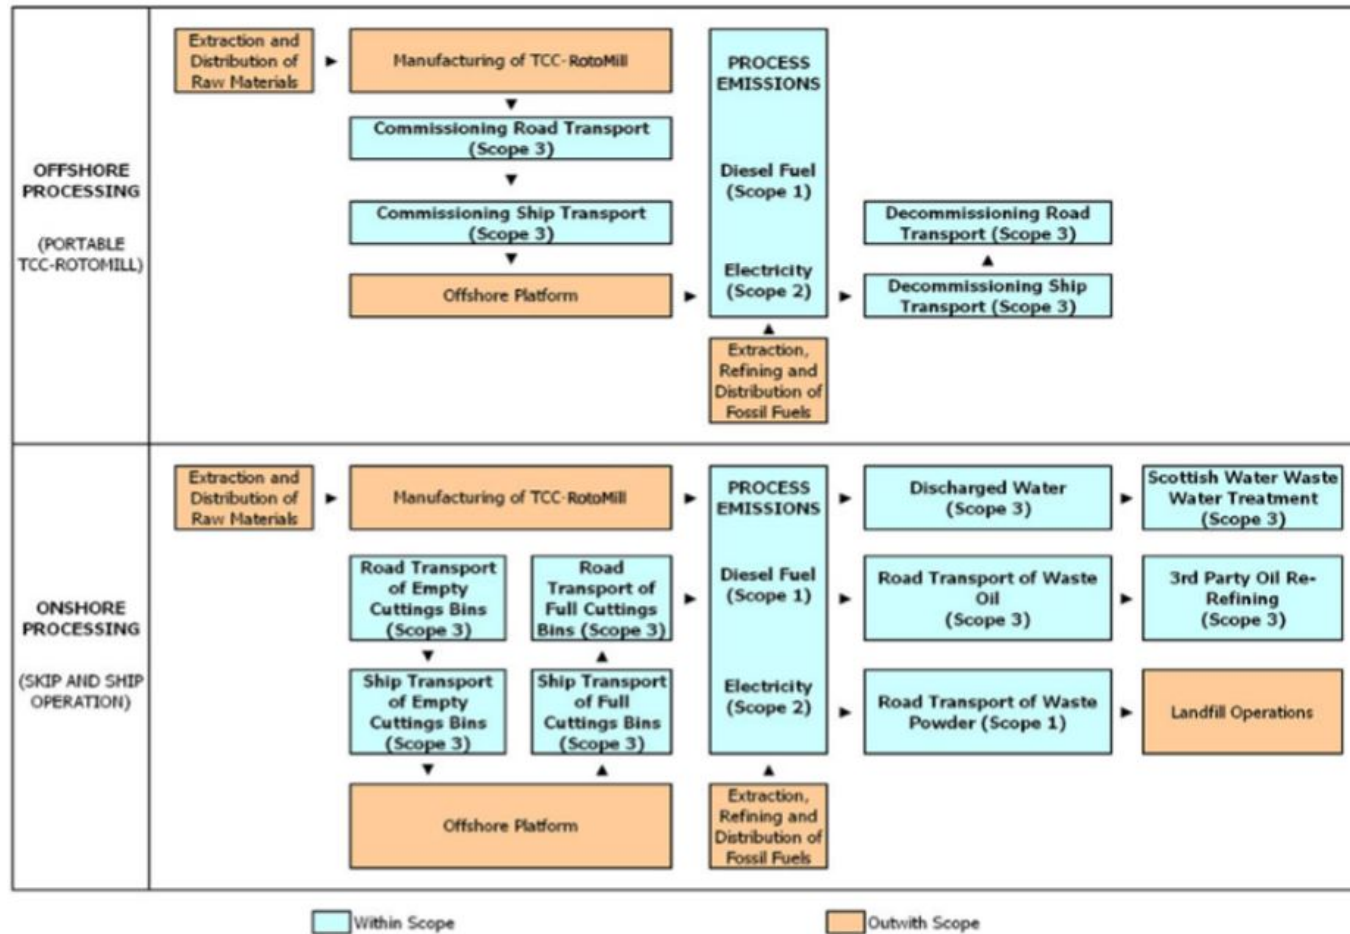 OFFSHORE
PROCESSING
(PORTABLE
TCC-ROTOMILL)
Extraction and
Distribution of
Raw Materials
Manufacturing of TCC-RotoMill
Commissioning Road Transport
(Scope 3)
Commissioning Ship Transport
(Scope 3)
Offshore Platform
PROCESS
EMISSIONS
Diesel Fuel
(Scope 1)
Electricity
(Scope 2)
Extraction,
Refining and
Distribution of
Fossil Fuels
Decommissioning Road
Transport (Scope 3)
Decommissioning Ship
Transport (Scope 3)
ONSHORE
PROCESSING
(SKIP AND SHIP
OPERATION)
Extraction and
Distribution of
Raw Materials
Manufacturing of TCC-RotoMill
Road Transport
of Empty
Cuttings Bins
(Scope 3)
Ship Transport
of Empty
Cuttings Bins
(Scope 3)
Offshore Platform
Ship Transport
of Full
Cuttings Bins
(Scope 3)
Road
Transport of
Full Cuttings
Bins (Scope 3)
PROCESS
EMISSIONS
Diesel Fuel
(Scope 1)
Electricity
(Scope 2)
Extraction,
Refining and
Distribution of
Fossil Fuels
Discharged Water
(Scope 3)
Scottish Water Waste
Water Treatment
(Scope 3)
Road Transport of Waste
Oil
(Scope 3)
3rd Party Oil Re-
Refining
(Scope 3)
Road Transport of Waste
Powder (Scope 1)
Landfill Operations
Within Scope
Outwith Scope